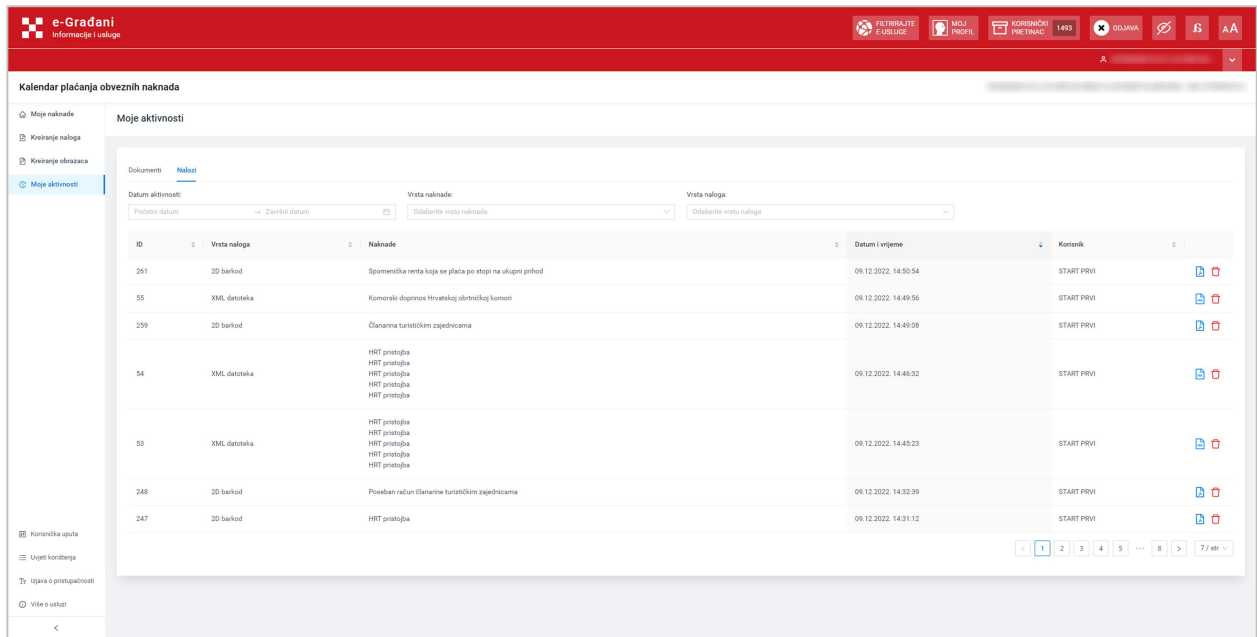 e-Građani
Informacije i usluge
FILTRIRAJTE
E-USLUGE
MOJ
PROFIL
KORISNIČKI
PRETINAC
1493
ODJAVA
AA
Kalendar plaćanja obveznih naknada
Moje naknade
Kreiranje naloga
Kreiranje obrazaca
Moje aktivnosti
Moje aktivnosti
Dokumenti Nalozi
Datum aktivnosti: Vrsta naknade: Vrsta naloga:
Početni datum → Završni datum Odaberite vrstu naknade Odaberite vrstu naloga
ID Vrsta naloga Naknade Datum i vrijeme Korisnik
261 2D barkod Spomenička renta koja se plaća po stopi na ukupni prihod 09.12.2022. 14:50:54 START PRVI
55 XML datoteka Komorski doprinos Hrvatskoj obrtničkoj komori 09.12.2022. 14:49:56 START PRVI
259 2D barkod Članarina turističkim zajednicama 09.12.2022. 14:49:08 START PRVI
HRT pristojba
HRT pristojba
54 XML datoteka HRT pristojba 09.12.2022. 14:46:32 START PRVI
HRT pristojba
HRT pristojba
HRT pristojba
HRT pristojba
53 XML datoteka HRT pristojba 09.12.2022. 14:45:23 START PRVI
HRT pristojba
HRT pristojba
248 2D barkod Poseban račun članarine turističkim zajednicama 09.12.2022. 14:32:39 START PRVI
247 2D barkod HRT pristojba 09.12.2022. 14:31:12 START PRVI
< 1 2 3 4 5 ••• 8 > 7 / str
Korisnička uputa
Uvjeti korištenja
Izjava o pristupačnosti
Više o usluzi